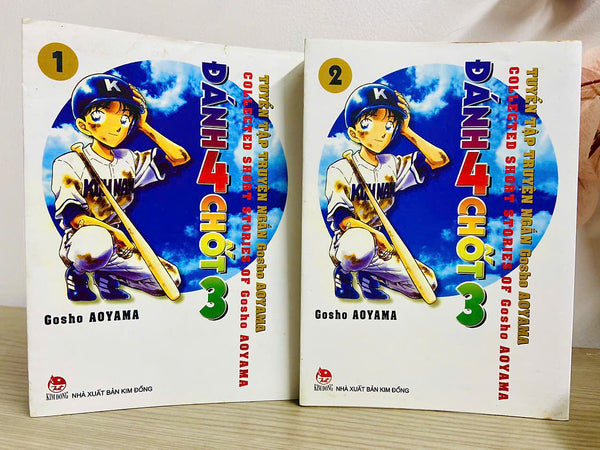 1
TUYỂN TẬP TRUYỆN NGẮN Gosho AOYAMA
COLLECTED SHORT STORIES OF Gosho AOYAMA
ĐÁNH 4 CHỐT 3
K
Gosho AOYAMA
KIM ĐỒNG
NHÀ XUẤT BẢN KIM ĐỒNG
2
TUYỂN TẬP TRUYỆN NGẮN Gosho AOYAMA
COLLECTED SHORT STORIES OF Gosho AOYAMA
ĐÁNH 4 CHỐT 3
K
Gosho AOYAMA
KIM ĐỒNG
NHÀ XUẤT BẢN KIM ĐỒNG